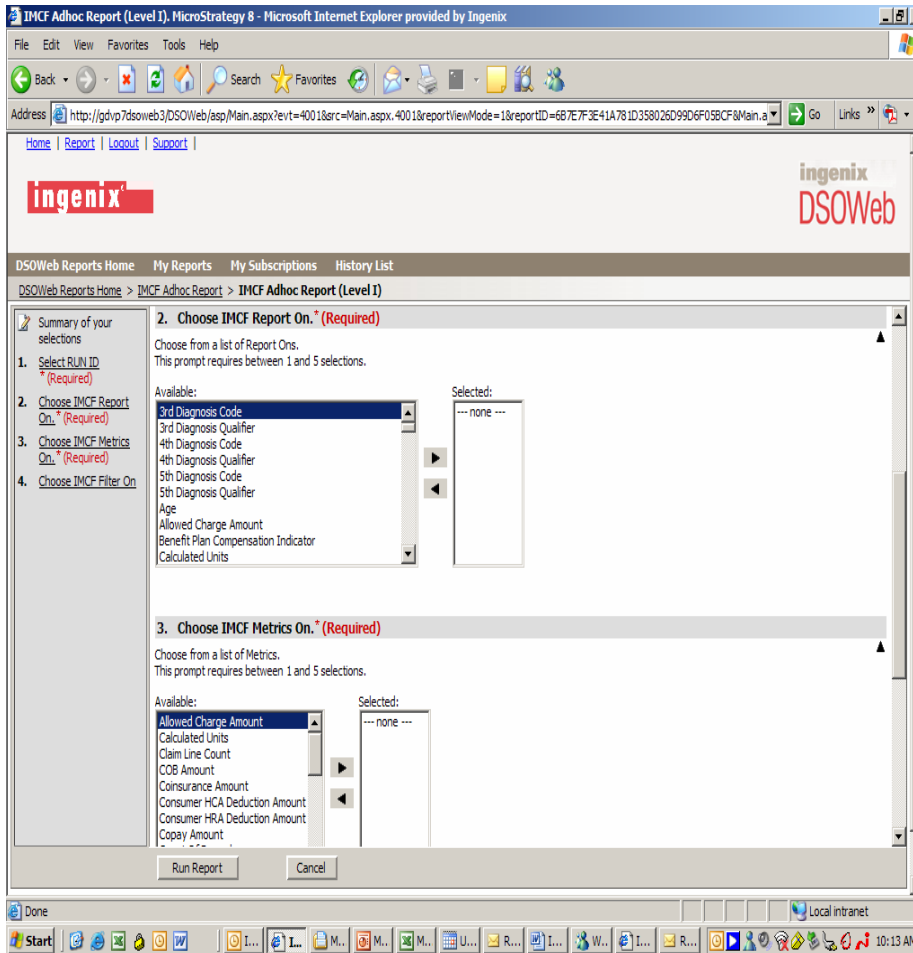 IMCF Adhoc Report (Level I). MicroStrategy 8 - Microsoft Internet Explorer provided by Ingenix
File Edit View Favorites Tools Help
Back Search Favorites
Address http://gdvp7dsoweb3/DSOWeb/asp/Main.aspx?evt=4001&src=Main.aspx.4001&reportViewMode=1&reportID=6B7E7F3E41A781D358026D99D6F05BCF&Main.a Go Links »
Home | Report | Logout | Support |
ingenix
ingenix
DSOWeb
DSOWeb Reports Home My Reports My Subscriptions History List
DSOWeb Reports Home > IMCF Adhoc Report > IMCF Adhoc Report (Level I)
Summary of your
selections
1. Select RUN ID
* (Required)
2. Choose IMCF Report
On. * (Required)
3. Choose IMCF Metrics
On. * (Required)
4. Choose IMCF Filter On
2. Choose IMCF Report On.* (Required)
Choose from a list of Report Ons.
This prompt requires between 1 and 5 selections.
Available: Selected:
3rd Diagnosis Code --- none ---
3rd Diagnosis Qualifier
4th Diagnosis Code
4th Diagnosis Qualifier
5th Diagnosis Code
5th Diagnosis Qualifier
Age
Allowed Charge Amount
Benefit Plan Compensation Indicator
Calculated Units
3. Choose IMCF Metrics On.* (Required)
Choose from a list of Metrics.
This prompt requires between 1 and 5 selections.
Available: Selected:
Allowed Charge Amount --- none ---
Calculated Units
Claim Line Count
COB Amount
Coinsurance Amount
Consumer HCA Deduction Amount
Consumer HRA Deduction Amount
Copay Amount
Run Report Cancel
Done Local intranet
Start I... I... M.. M.. M.. U... R... I... W.. I... R... 10:13 AM